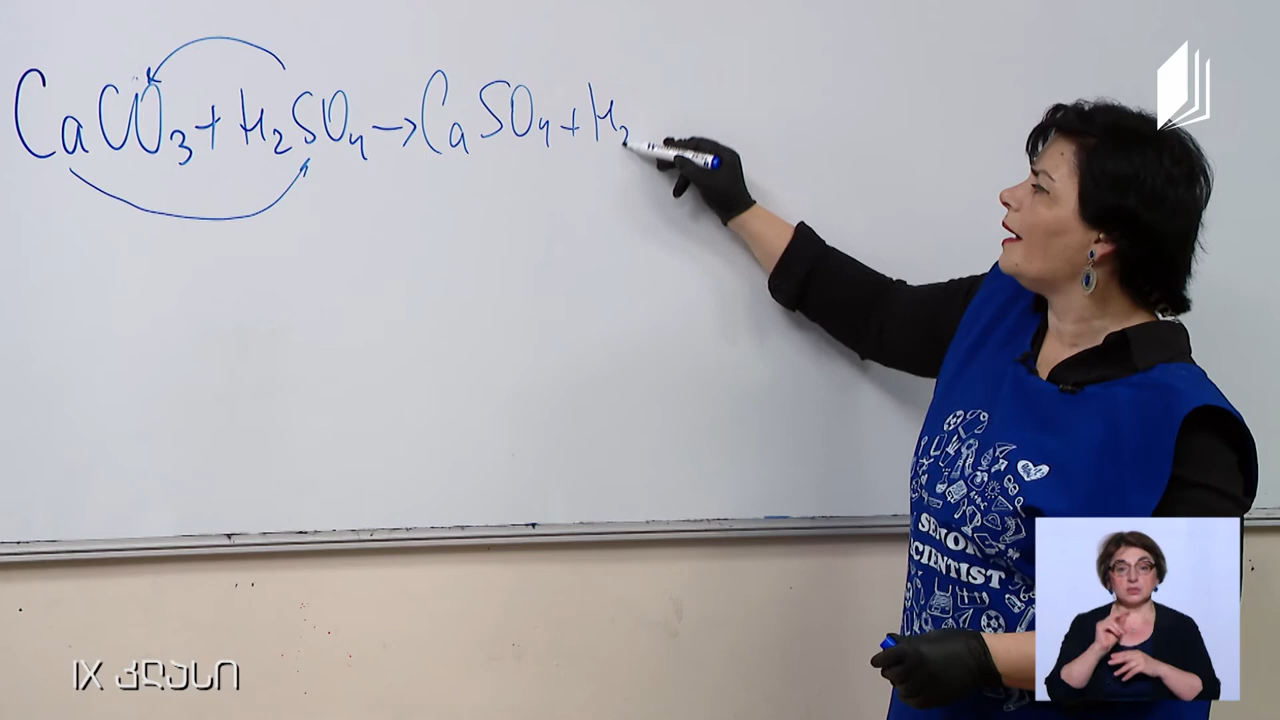 CaCO₃ + H₂SO₄ → CaSO₄ + H₂
SENIOR
SCIENTIST
IX კლასი